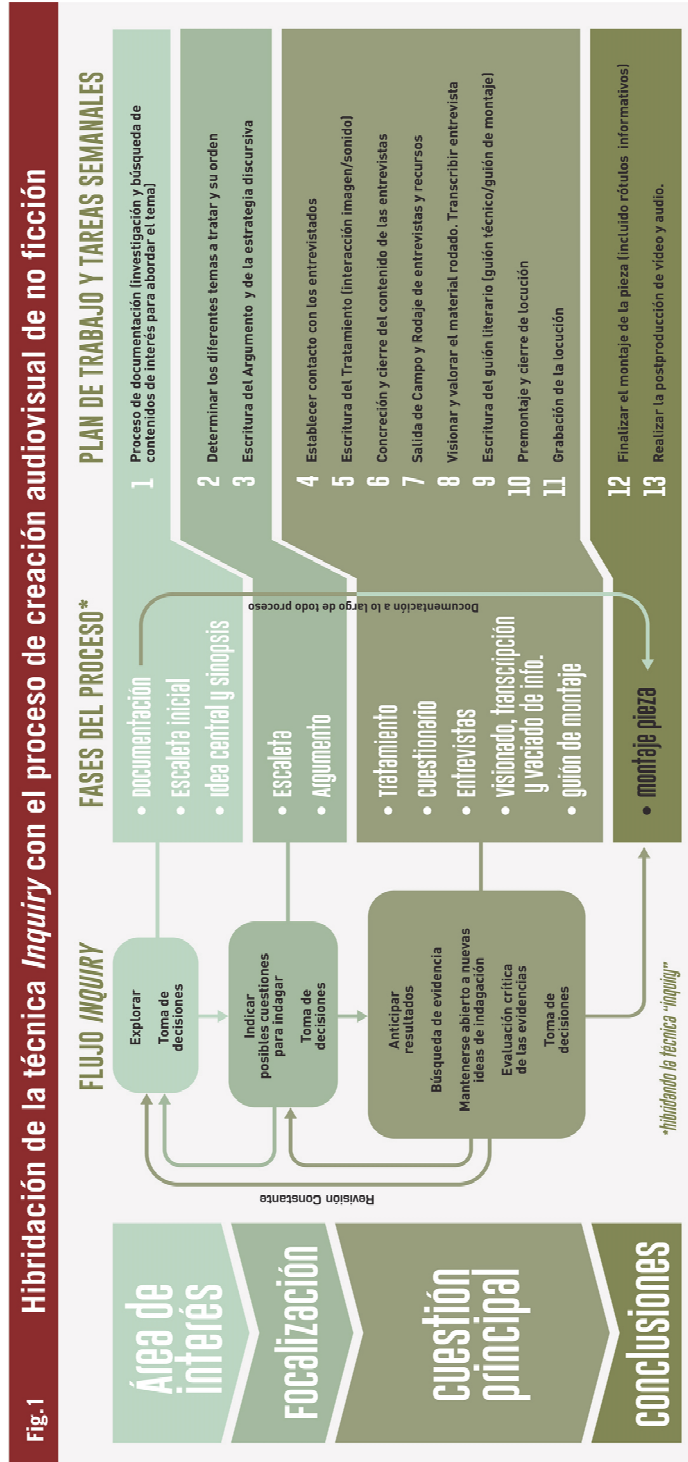 Fig.1 Hibridación de la técnica Inquiry con el proceso de creación audiovisual de no ficción
FLUJO INQUIRY
FASES DEL PROCESO*
PLAN DE TRABAJO Y TAREAS SEMANALES
Área de
interés
Explorar
Toma de
decisiones
• Documentación
• Escaleta inicial
• Idea central y sinopsis
1 Proceso de documentación (investigación y búsqueda de
contenidos de interés para abordar el tema)
Focalización
Indicar
posibles cuestiones
para indagar
Toma de
decisiones
• Escaleta
• Argumento
2 Determinar los diferentes temas a tratar y su orden
3 Escritura del Argumento y de la estrategia discursiva
cuestión
principal
Anticipar
resultados
Búsqueda de evidencia
Mantenerse abierto a nuevas
ideas de indagación
Evaluación crítica
de las evidencias
Toma de
decisiones
• Tratamiento
• cuestionario
• Entrevistas
• visionado, transcripción
y vaciado de info.
• guión de montaje
4 Establecer contacto con los entrevistados
5 Escritura del Tratamiento (interacción imagen/sonido)
6 Concreción y cierre del contenido de las entrevistas
7 Salida de Campo y Rodaje de entrevistas y recursos
8 Visionar y valorar el material rodado. Transcribir entrevista
9 Escritura del guión literario (guión técnico/guión de montaje)
10 Premontaje y cierre de locución
11 Grabación de la locución
conclusiones
• montaje pieza
12 Finalizar el montaje de la pieza (incluido rótulos informativos)
13 Realizar la postproducción de vídeo y audio.
Revisión Constante
Documentación a lo largo de todo proceso
*hibridando la técnica "inquiry"